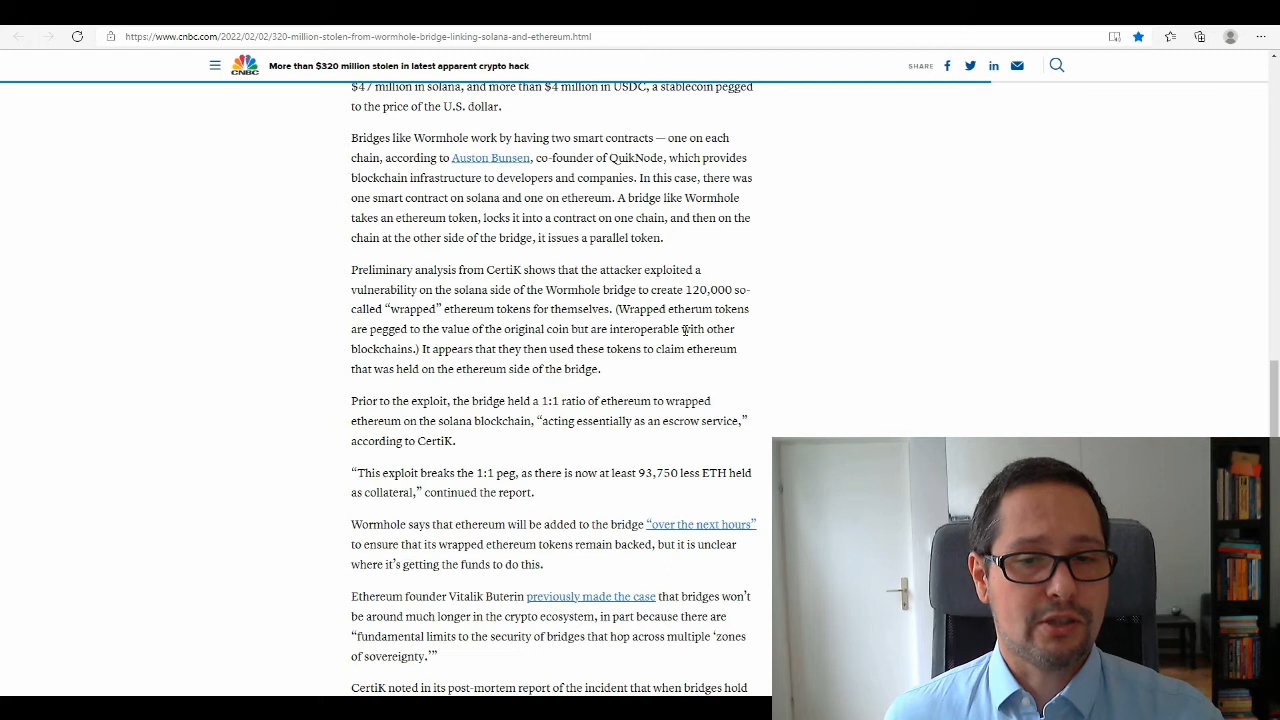 https://www.cnbc.com/2022/02/02/320-million-stolen-from-wormhole-bridge-linking-solana-and-ethereum.html
CNBC
More than $320 million stolen in latest apparent crypto hack
SHARE
$47 million in solana, and more than $4 million in USDC, a stablecoin pegged
to the price of the U.S. dollar.
Bridges like Wormhole work by having two smart contracts — one on each
chain, according to Auston Bunsen, co-founder of QuikNode, which provides
blockchain infrastructure to developers and companies. In this case, there was
one smart contract on solana and one on ethereum. A bridge like Wormhole
takes an ethereum token, locks it into a contract on one chain, and then on the
chain at the other side of the bridge, it issues a parallel token.
Preliminary analysis from CertiK shows that the attacker exploited a
vulnerability on the solana side of the Wormhole bridge to create 120,000 so-
called “wrapped” ethereum tokens for themselves. (Wrapped etherum tokens
are pegged to the value of the original coin but are interoperable with other
blockchains.) It appears that they then used these tokens to claim ethereum
that was held on the ethereum side of the bridge.
Prior to the exploit, the bridge held a 1:1 ratio of ethereum to wrapped
ethereum on the solana blockchain, “acting essentially as an escrow service,”
according to CertiK.
“This exploit breaks the 1:1 peg, as there is now at least 93,750 less ETH held
as collateral,” continued the report.
Wormhole says that ethereum will be added to the bridge “over the next hours”
to ensure that its wrapped ethereum tokens remain backed, but it is unclear
where it’s getting the funds to do this.
Ethereum founder Vitalik Buterin previously made the case that bridges won’t
be around much longer in the crypto ecosystem, in part because there are
“fundamental limits to the security of bridges that hop across multiple ‘zones
of sovereignty.’”
CertiK noted in its post-mortem report of the incident that when bridges hold